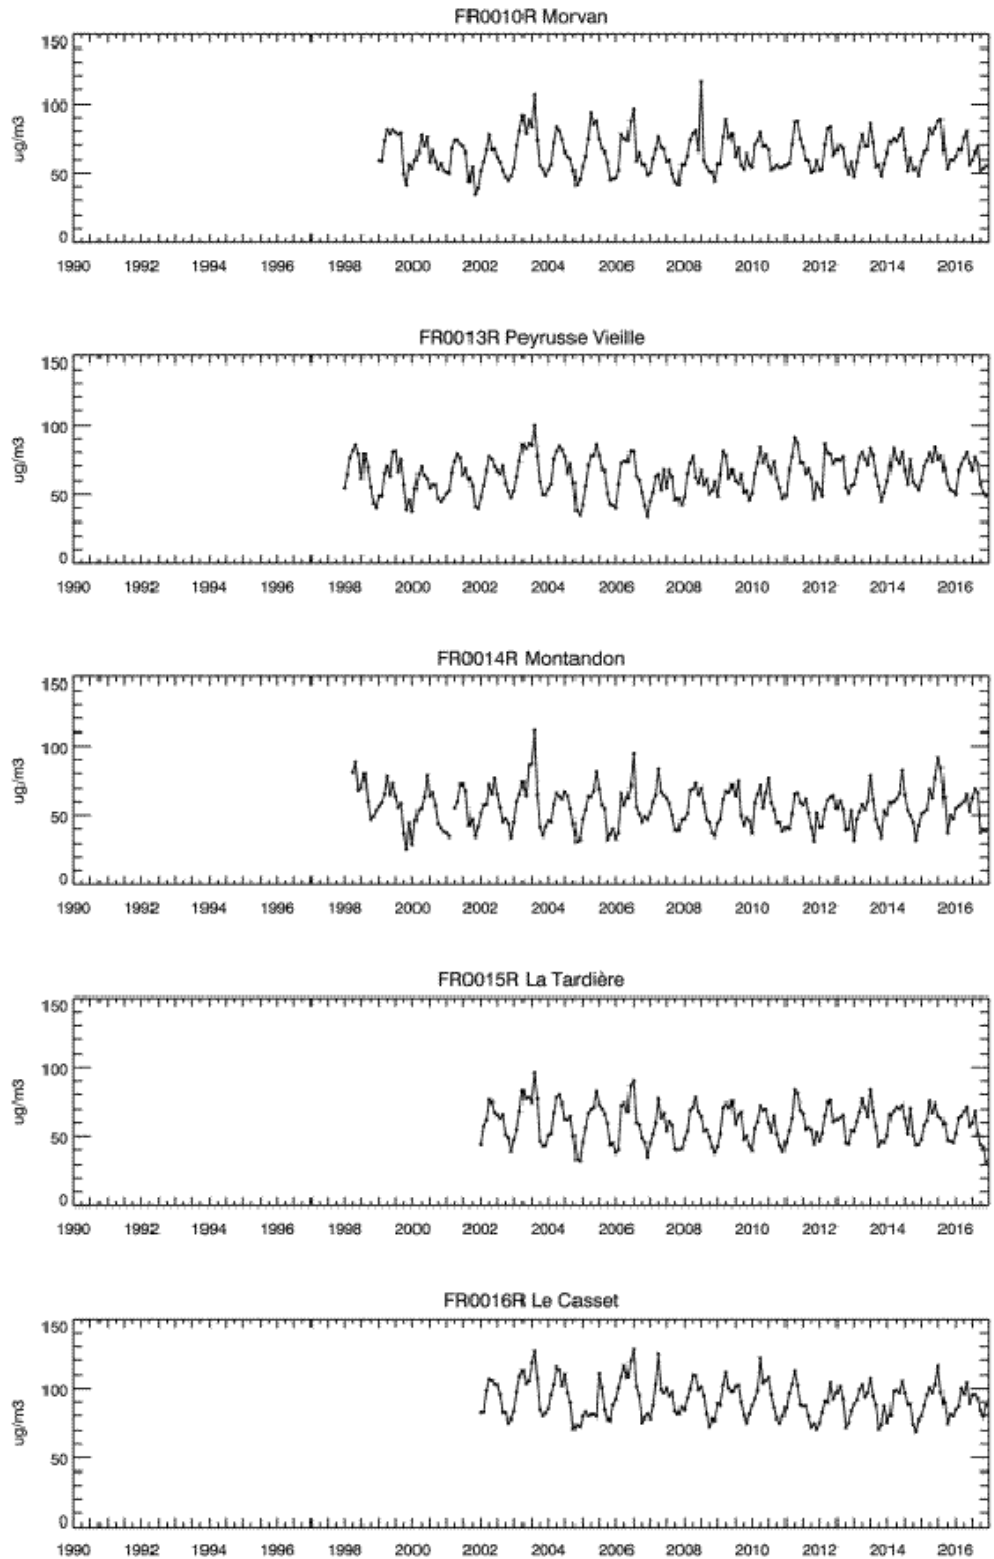 FR0010R Morvan
150
100
50
0
ug/m3
1990 1992 1994 1996 1998 2000 2002 2004 2006 2008 2010 2012 2014 2016
FR0013R Peyrusse Vieille
150
100
50
0
ug/m3
1990 1992 1994 1996 1998 2000 2002 2004 2006 2008 2010 2012 2014 2016
FR0014R Montandon
150
100
50
0
ug/m3
1990 1992 1994 1996 1998 2000 2002 2004 2006 2008 2010 2012 2014 2016
FR0015R La Tardière
150
100
50
0
ug/m3
1990 1992 1994 1996 1998 2000 2002 2004 2006 2008 2010 2012 2014 2016
FR0016R Le Casset
150
100
50
0
ug/m3
1990 1992 1994 1996 1998 2000 2002 2004 2006 2008 2010 2012 2014 2016